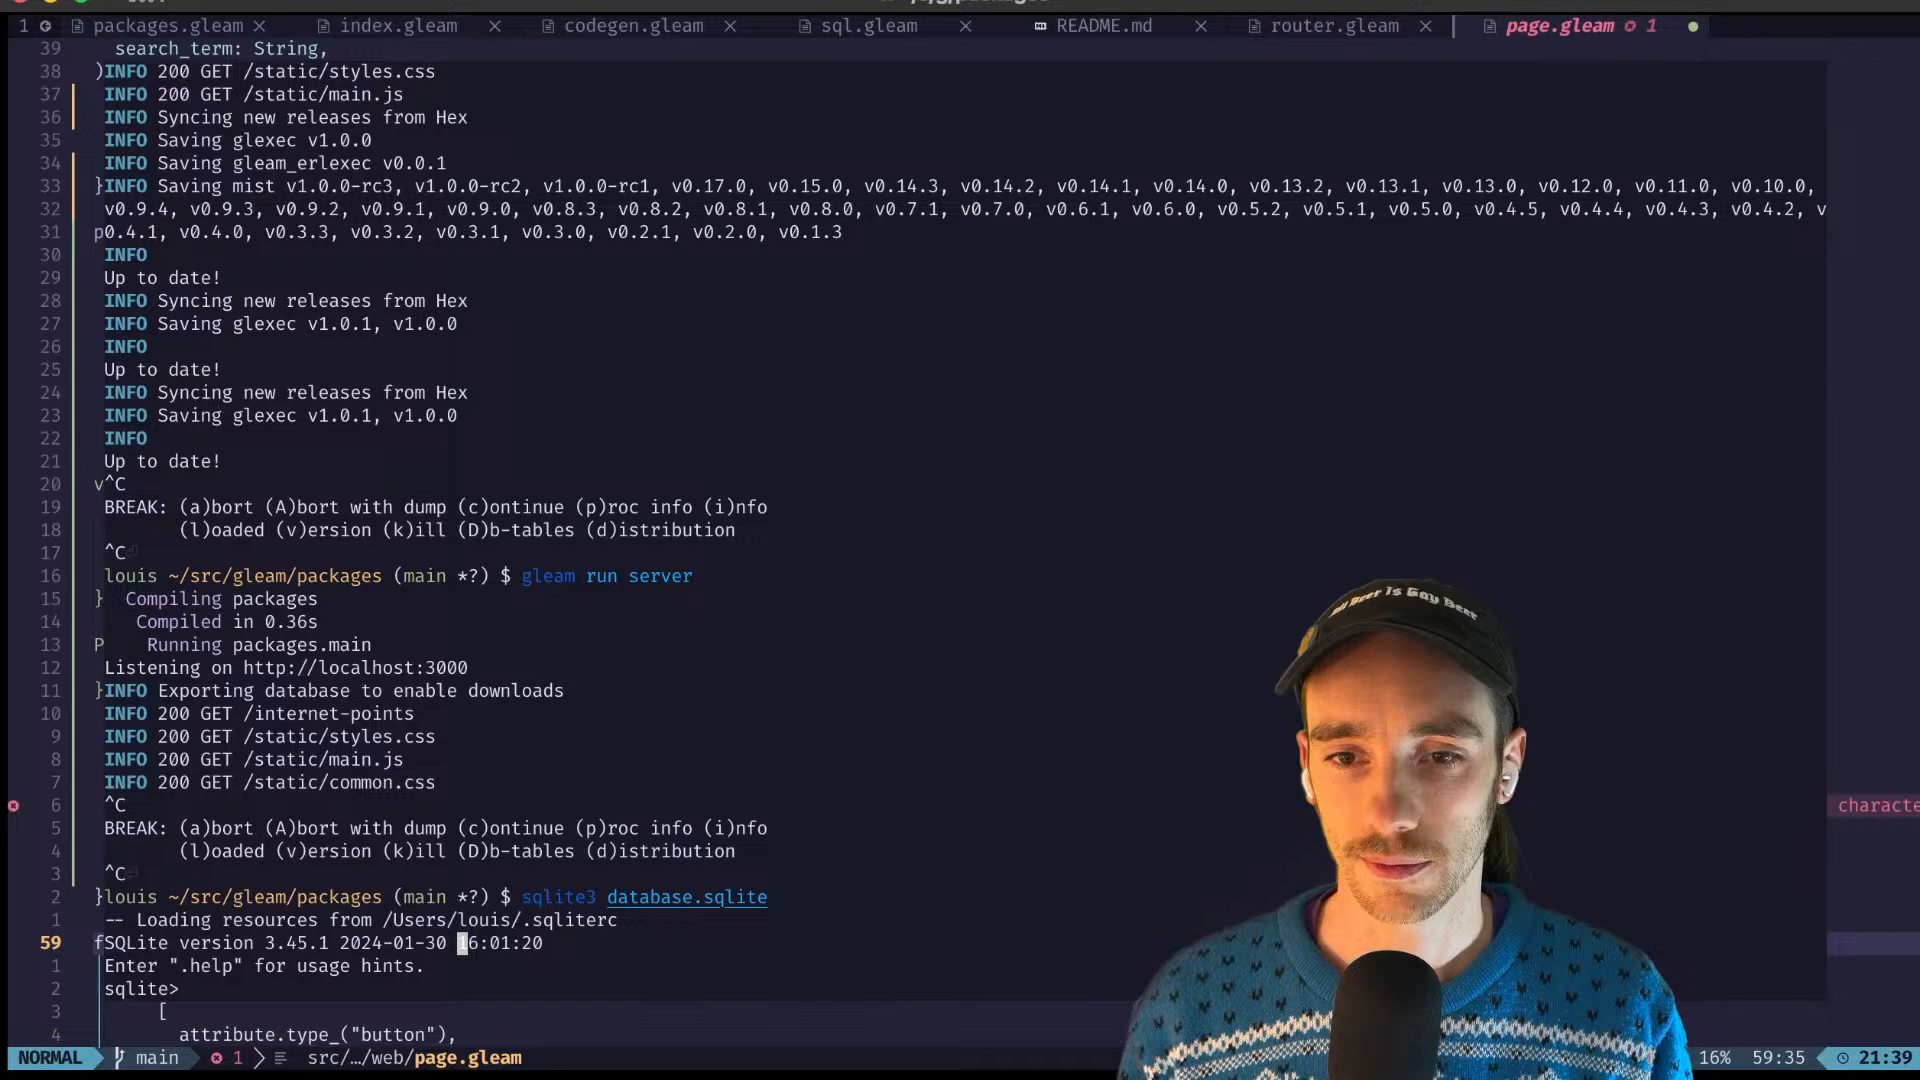 1 packages.gleam index.gleam codegen.gleam sql.gleam README.md router.gleam page.gleam 1
39 search_term: String,
38 )INFO 200 GET /static/styles.css
37 INFO 200 GET /static/main.js
36 INFO Syncing new releases from Hex
35 INFO Saving glexec v1.0.0
34 INFO Saving gleam_erlexec v0.0.1
33 }INFO Saving mist v1.0.0-rc3, v1.0.0-rc2, v1.0.0-rc1, v0.17.0, v0.15.0, v0.14.3, v0.14.2, v0.14.1, v0.14.0, v0.13.2, v0.13.1, v0.13.0, v0.12.0, v0.11.0, v0.10.0,
32 v0.9.4, v0.9.3, v0.9.2, v0.9.1, v0.9.0, v0.8.3, v0.8.2, v0.8.1, v0.8.0, v0.7.1, v0.7.0, v0.6.1, v0.6.0, v0.5.2, v0.5.1, v0.5.0, v0.4.5, v0.4.4, v0.4.3, v0.4.2, v
31 p0.4.1, v0.4.0, v0.3.3, v0.3.2, v0.3.1, v0.3.0, v0.2.1, v0.2.0, v0.1.3
30 INFO
29 Up to date!
28 INFO Syncing new releases from Hex
27 INFO Saving glexec v1.0.1, v1.0.0
26 INFO
25 Up to date!
24 INFO Syncing new releases from Hex
23 INFO Saving glexec v1.0.1, v1.0.0
22 INFO
21 Up to date!
20 v^C
19 BREAK: (a)bort (A)bort with dump (c)ontinue (p)roc info (i)nfo
18 (l)oaded (v)ersion (k)ill (D)b-tables (d)istribution
17 ^C
16 louis ~/src/gleam/packages (main *?) $ gleam run server
15 } Compiling packages
14 Compiled in 0.36s
13 P Running packages.main
12 Listening on http://localhost:3000
11 }INFO Exporting database to enable downloads
10 INFO 200 GET /internet-points
9 INFO 200 GET /static/styles.css
8 INFO 200 GET /static/main.js
7 INFO 200 GET /static/common.css
6 ^C characte
5 BREAK: (a)bort (A)bort with dump (c)ontinue (p)roc info (i)nfo
4 (l)oaded (v)ersion (k)ill (D)b-tables (d)istribution
3 ^C
2 }louis ~/src/gleam/packages (main *?) $ sqlite3 database.sqlite
1 -- Loading resources from /Users/louis/.sqliterc
59 fSQLite version 3.45.1 2024-01-30 16:01:20
1 Enter ".help" for usage hints.
2 sqlite>
3 [
4 attribute.type_("button"),
NORMAL main 1 src/…/web/page.gleam 16% 59:35 21:39
Beer Is Gay Beer